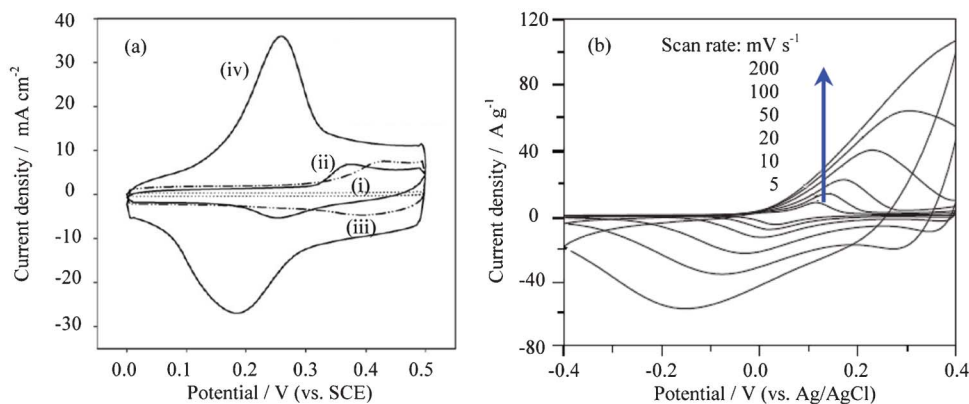 (a)
(iv)
(ii)
(i)
(iii)
Current density / mA cm-2
40
30
20
10
0
-10
-20
-30
0.0 0.1 0.2 0.3 0.4 0.5
Potential / V (vs. SCE)
(b)
Scan rate: mV s-1
200
100
50
20
10
5
Current density / A g-1
120
80
40
0
-40
-80
-0.4 -0.2 0.0 0.2 0.4 0.4
Potential / V (vs. Ag/AgCl)